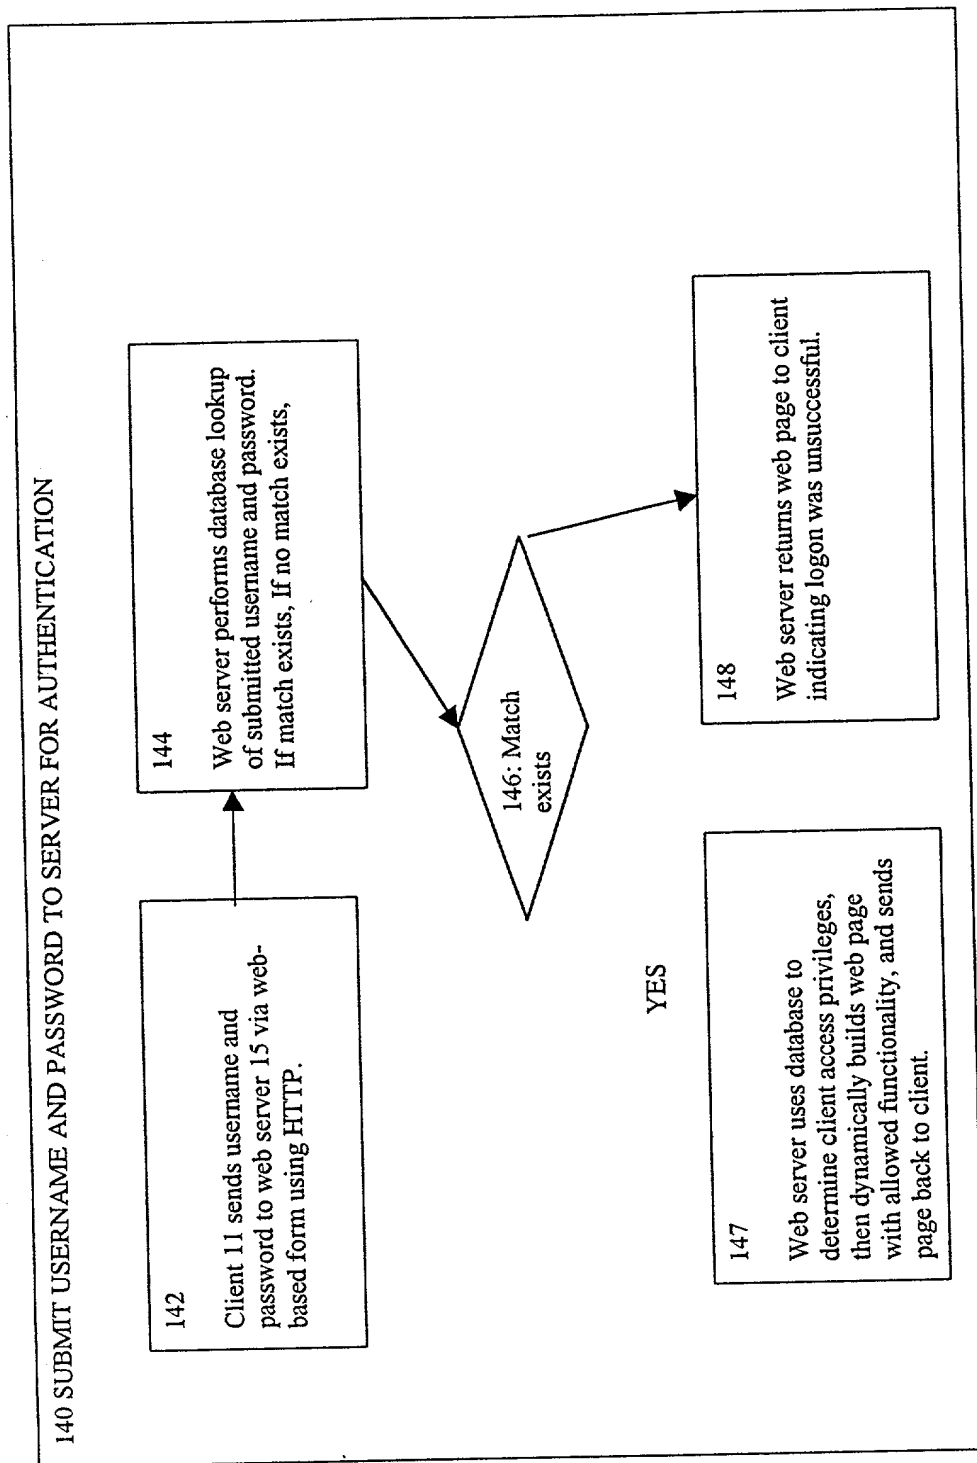 140 SUBMIT USERNAME AND PASSWORD TO SERVER FOR AUTHENTICATION
142
Client 11 sends username and
password to web server 15 via web-
based form using HTTP.
144
Web server performs database lookup
of submitted username and password.
If match exists, If no match exists,
146: Match
exists
YES
147
Web server uses database to
determine client access privileges,
then dynamically builds web page
with allowed functionality, and sends
page back to client.
148
Web server returns web page to client
indicating logon was unsuccessful.